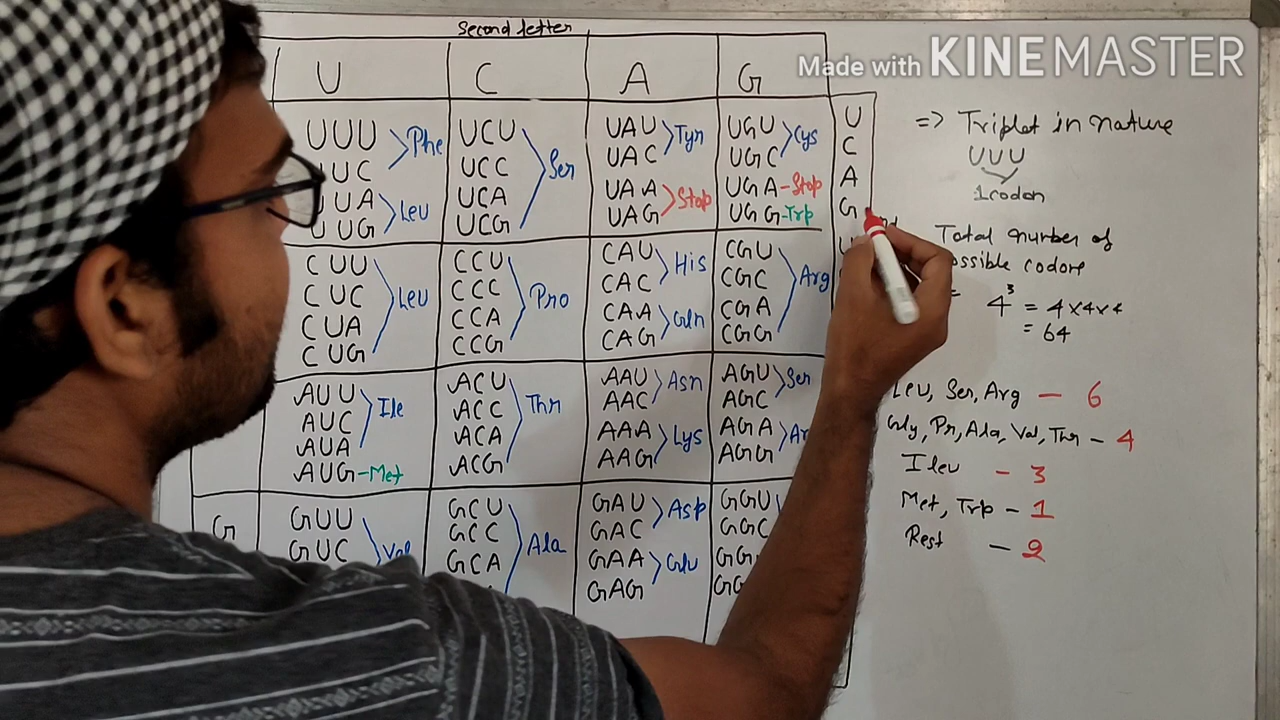 Second letter
Made with KINEMASTER
U C A G
UUU Phe UCU Ser UAU Tyr UGU Cys U
UC UCC UAC UGC C
UUA Leu UCA UAA Stop UGA-Stop A
UUG UCG UAG UGG-Trp G
CUU Leu CCU Pro CAU His CGU Arg
CUC CCC CAC CGC
CUA CCA CAA Gln CGA
CUG CCG CAG CGG
AUU Ile ACU Thr AAU Asn AGU Ser
AUC ACC AAC AGC
AUA ACA AAA Lys AGA
AUG-Met ACG AAG AGG
G GUU Val GCU Ala GAU Asp GGU
GUC GCC GAC GGC
GCA GAA Glu GG
GAG GG
=> Triplet in nature
UUU
1 codon
Total number of
ossible codons
= 4³ = 4x4x4
= 64
Leu, Ser, Arg — 6
Gly, Pr, Ala, Val, Thr - 4
Ileu - 3
Met, Trp - 1
Rest - 2